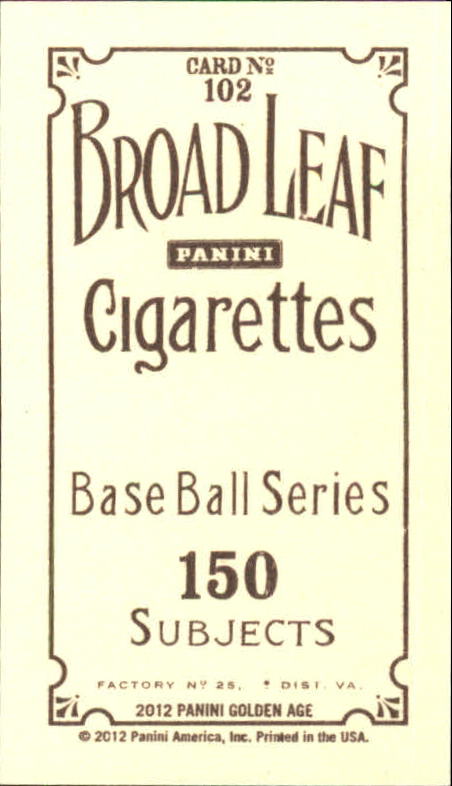 CARD Nº
102
BROAD LEAF
PANINI
Cigarettes
Base Ball Series
150
SUBJECTS
FACTORY Nº 25, * DIST. VA.
2012 PANINI GOLDEN AGE
© 2012 Panini America, Inc. Printed in the USA.